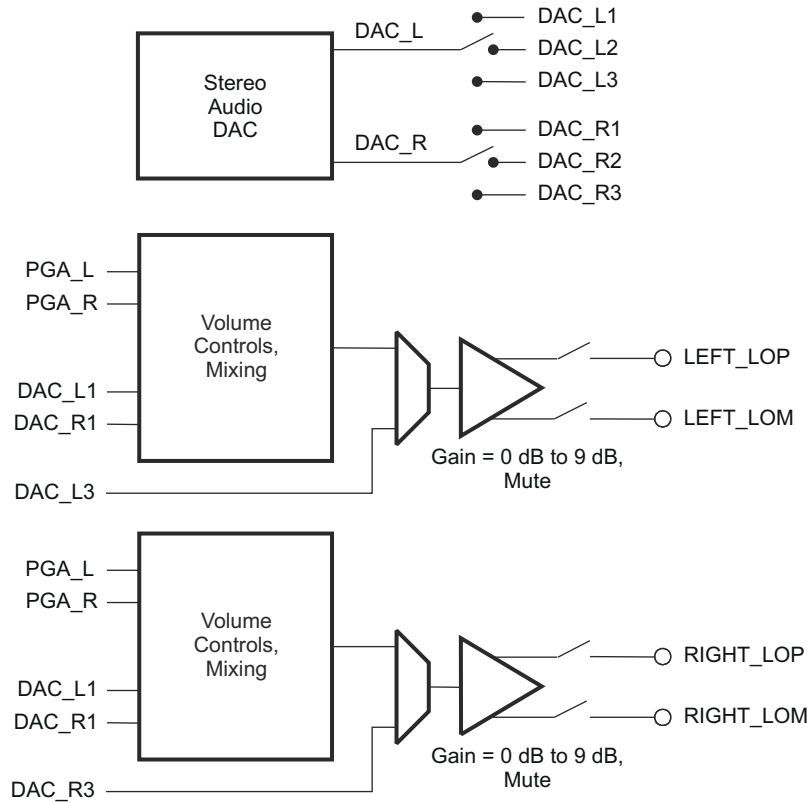 DAC_L
DAC_L1
DAC_L2
DAC_L3
Stereo
Audio
DAC
DAC_R
DAC_R1
DAC_R2
DAC_R3
PGA_L
PGA_R
DAC_L1
DAC_R1
DAC_L3
Volume
Controls,
Mixing
LEFT_LOP
LEFT_LOM
Gain = 0 dB to 9 dB,
Mute
PGA_L
PGA_R
DAC_L1
DAC_R1
DAC_R3
Volume
Controls,
Mixing
RIGHT_LOP
RIGHT_LOM
Gain = 0 dB to 9 dB,
Mute